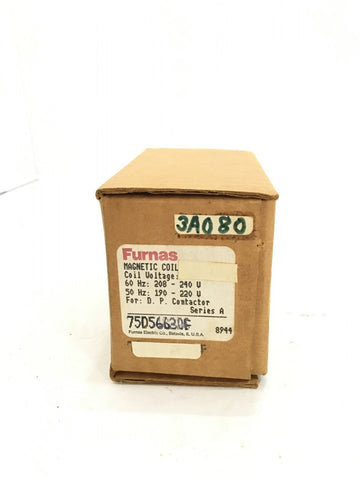 3A080
Furnas
MAGNETIC COIL
Coil Voltage:
60 Hz: 208 - 240 V
50 Hz: 190 - 220 V
For: D. P. Contactor
Series A
8944
Furnas Electric Co., Batavia, IL U.S.A.